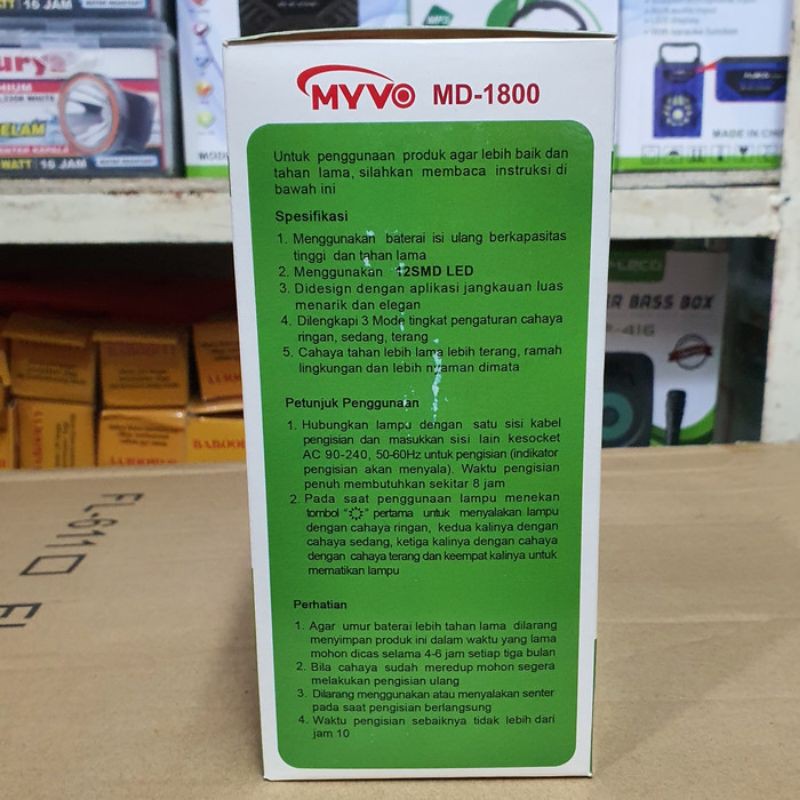 MYVO MD-1800
Untuk penggunaan produk agar lebih baik dan
tahan lama, silahkan membaca instruksi di
bawah ini
Spesifikasi
1. Menggunakan baterai isi ulang berkapasitas
tinggi dan tahan lama
2. Menggunakan 12SMD LED
3. Didesign dengan aplikasi jangkauan luas
menarik dan elegan
4. Dilengkapi 3 Mode tingkat pengaturan cahaya
ringan, sedang, terang
5. Cahaya tahan lebih lama lebih terang, ramah
lingkungan dan lebih nyaman dimata
Petunjuk Penggunaan
1. Hubungkan lampu dengan satu sisi kabel
pengisian dan masukkan sisi lain kesocket
AC 90-240, 50-60Hz untuk pengisian (indikator
pengisian akan menyala). Waktu pengisian
penuh membutuhkan sekitar 8 jam
2. Pada saat penggunaan lampu menekan
tombol "☼" pertama untuk menyalakan lampu
dengan cahaya ringan, kedua kalinya dengan
cahaya sedang, ketiga kalinya dengan cahaya
dengan cahaya terang dan keempat kalinya untuk
mematikan lampu
Perhatian
1. Agar umur baterai lebih tahan lama dilarang
menyimpan produk ini dalam waktu yang lama
mohon dicas selama 4-6 jam setiap tiga bulan
2. Bila cahaya sudah meredup mohon segera
melakukan pengisian ulang
3. Dilarang menggunakan atau menyalakan senter
pada saat pengisian berlangsung
4. Waktu pengisian sebaiknya tidak lebih dari
jam 10
16 JAM
WATT 16 JAM
MADE IN
BASS BOX
-416
FL-611